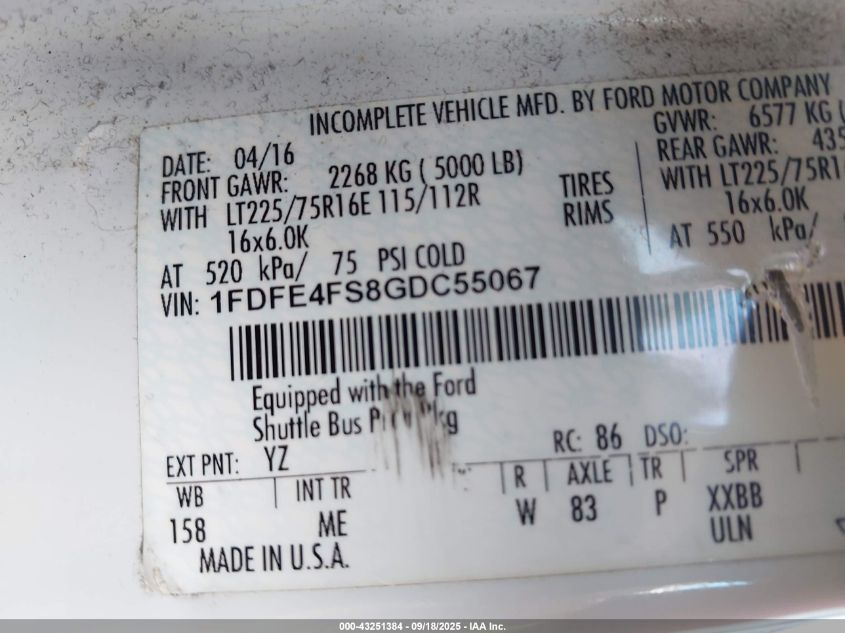 INCOMPLETE VEHICLE MFD. BY FORD MOTOR COMPANY
DATE: 04/16 GVWR: 6577 KG (
FRONT GAWR: 2268 KG ( 5000 LB) REAR GAWR: 435
WITH LT225/75R16E 115/112R TIRES WITH LT225/75R1
16x6.0K RIMS 16x6.0K
AT 520 kPa/ 75 PSI COLD AT 550 kPa/
VIN: 1FDFE4FS8GDC55067
Equipped with the Ford
Shuttle Bus
RC: 86 DSO:
EXT PNT: YZ
WB INT TR R AXLE TR SPR
158 ME W 83 P XXBB
ULN
MADE IN U.S.A.
000-43251384 - 09/18/2025 - IAA Inc.